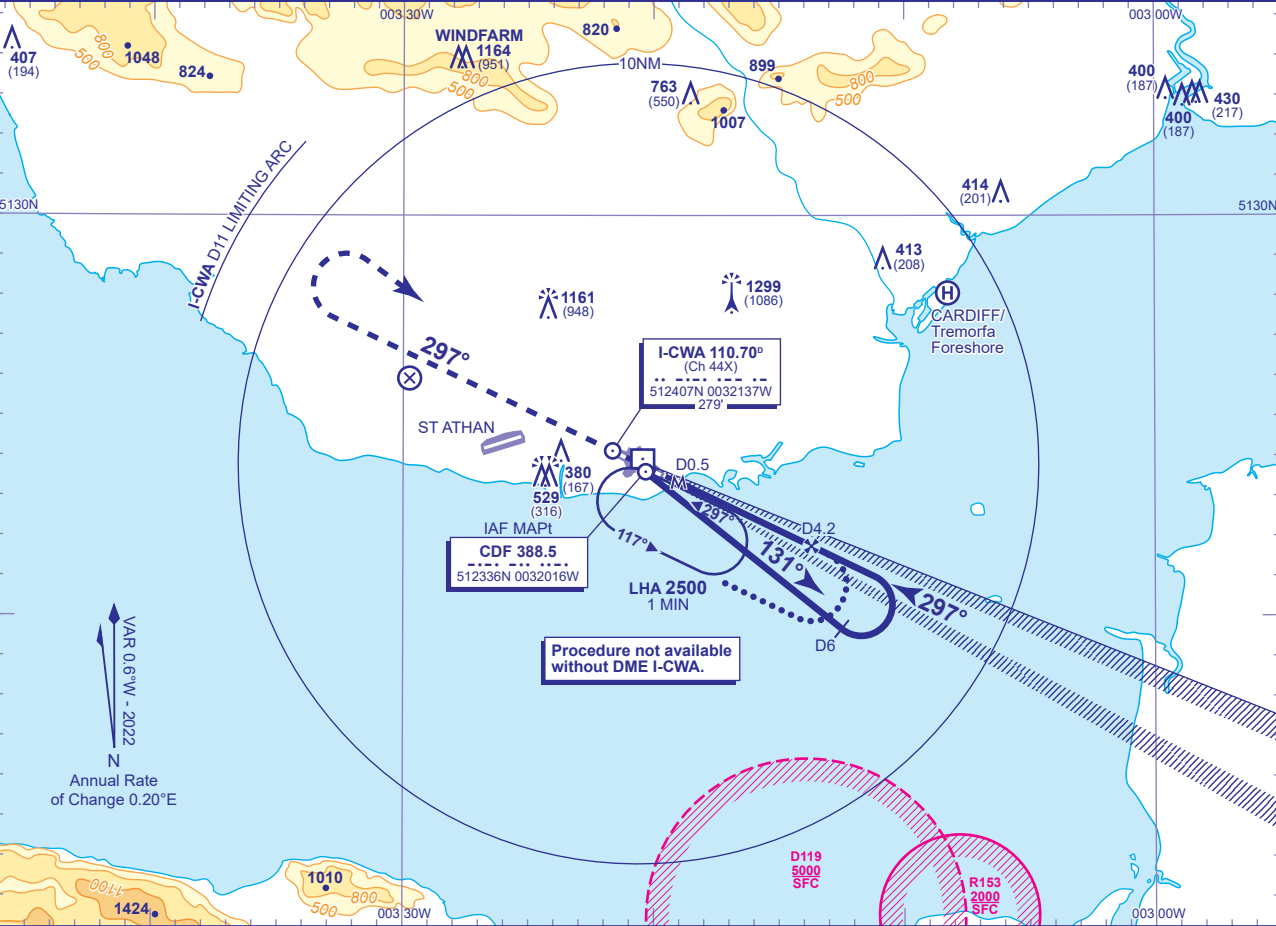 003 30W
003 00W
407
(194)
800
500
1048
824
WINDFARM
1164
(951)
800
500
820
10NM
763
(550)
899
1007
800
500
400
(187)
400
(187)
430
(217)
I-CWA D11 LIMITING ARC
5130N
5130N
414
(201)
413
(208)
1161
(948)
1299
(1086)
H
CARDIFF/
Tremorfa
Foreshore
297°
I-CWA 110.70ᴰ
(Ch 44X)
·· −·−· ·−− ·−
512407N 0032137W
279'
ST ATHAN
380
(167)
529
(316)
D0.5
M
IAF MAPt
CDF 388.5
−·−· −·· ··−·
512336N 0032016W
297°
117°
131°
D4.2
297°
LHA 2500
1 MIN
D6
Procedure not available
without DME I-CWA.
VAR 0.6°W - 2022
N
Annual Rate
of Change 0.20°E
D119
5000
SFC
R153
2000
SFC
1100
1424
1010
800
500
003 30W
003 00W